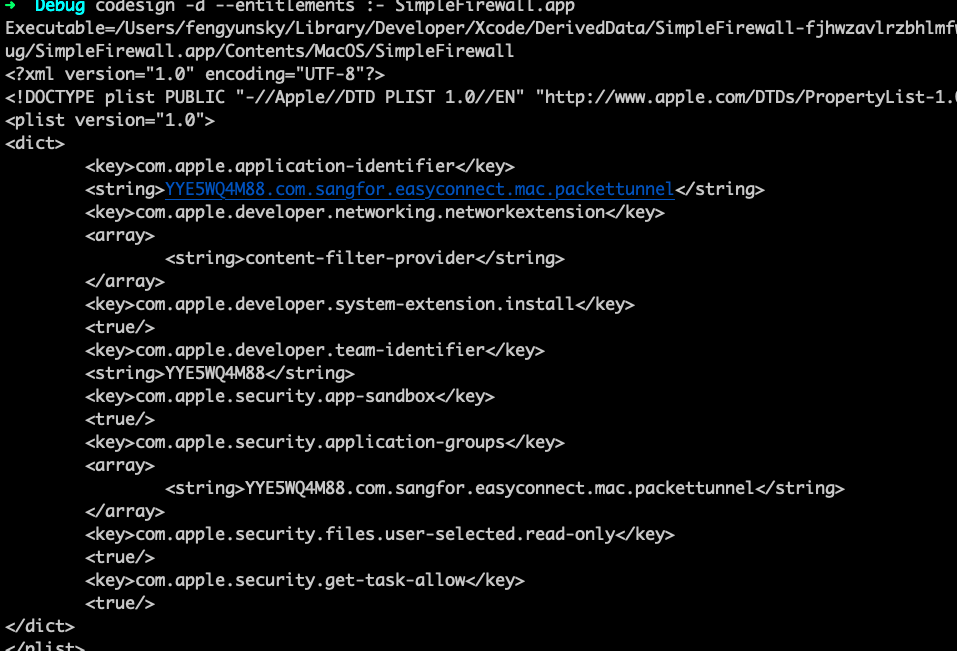 ➜ Debug codesign -d --entitlements :- SimpleFirewall.app
Executable=/Users/fengyunsky/Library/Developer/Xcode/DerivedData/SimpleFirewall-fjhwzavlrzbhlmfw
ug/SimpleFirewall.app/Contents/MacOS/SimpleFirewall
<?xml version="1.0" encoding="UTF-8"?>
<!DOCTYPE plist PUBLIC "-//Apple//DTD PLIST 1.0//EN" "http://www.apple.com/DTDs/PropertyList-1.0
<plist version="1.0">
<dict>
<key>com.apple.application-identifier</key>
<string>YYE5WQ4M88.com.sangfor.easyconnect.mac.packettunnel</string>
<key>com.apple.developer.networking.networkextension</key>
<array>
<string>content-filter-provider</string>
</array>
<key>com.apple.developer.system-extension.install</key>
<true/>
<key>com.apple.developer.team-identifier</key>
<string>YYE5WQ4M88</string>
<key>com.apple.security.app-sandbox</key>
<true/>
<key>com.apple.security.application-groups</key>
<array>
<string>YYE5WQ4M88.com.sangfor.easyconnect.mac.packettunnel</string>
</array>
<key>com.apple.security.files.user-selected.read-only</key>
<true/>
<key>com.apple.security.get-task-allow</key>
<true/>
</dict>
</plist>